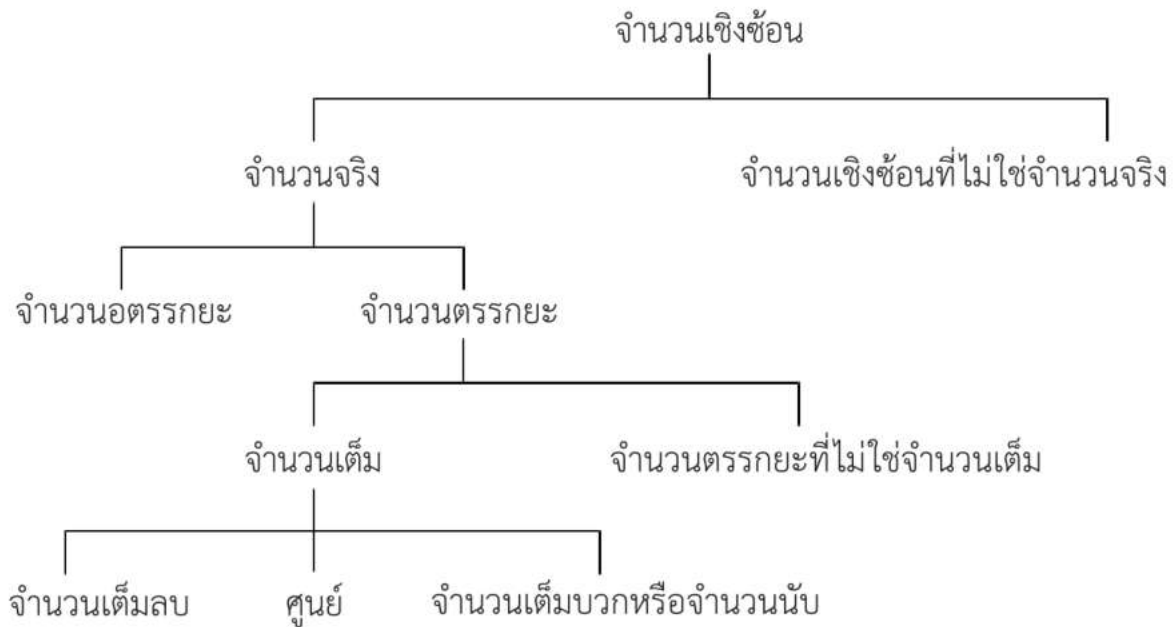 จำนวนเชิงซ้อน
จำนวนจริง จำนวนเชิงซ้อนที่ไม่ใช่จำนวนจริง
จำนวนอตรรกยะ จำนวนตรรกยะ
จำนวนเต็ม จำนวนตรรกยะที่ไม่ใช่จำนวนเต็ม
จำนวนเต็มลบ ศูนย์ จำนวนเต็มบวกหรือจำนวนนับ